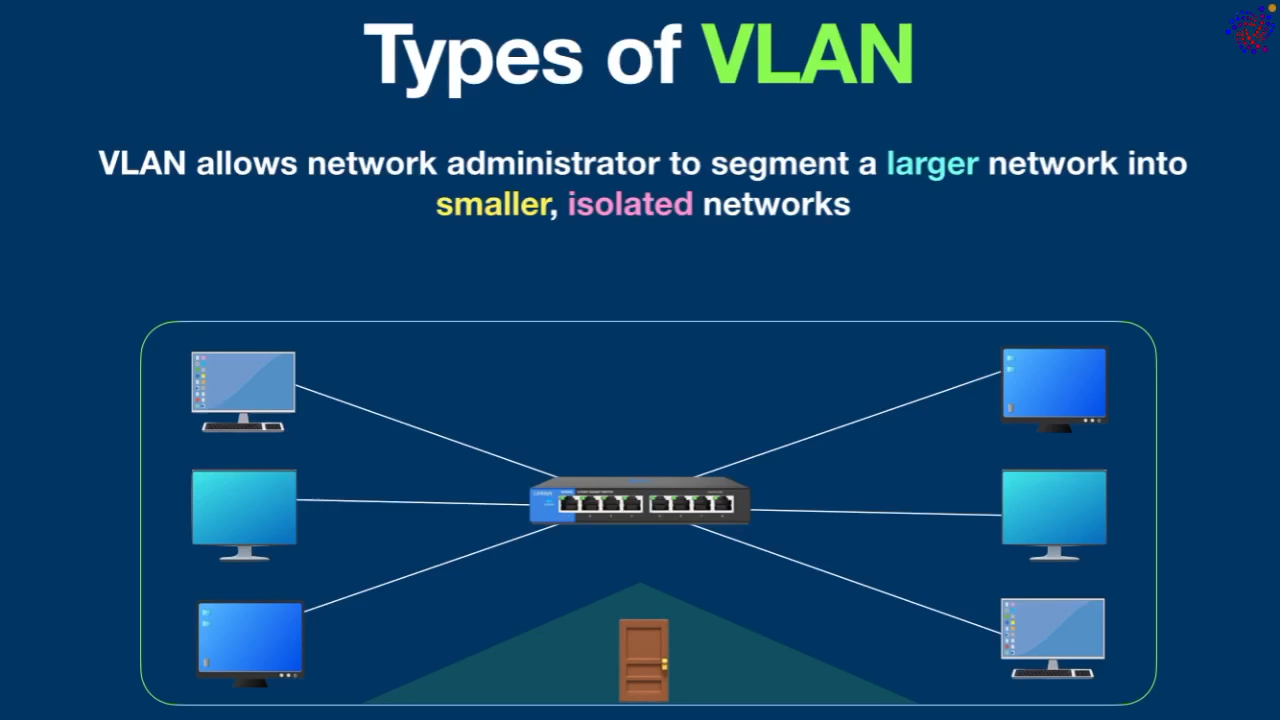 Types of VLAN
VLAN allows network administrator to segment a larger network into
smaller, isolated networks